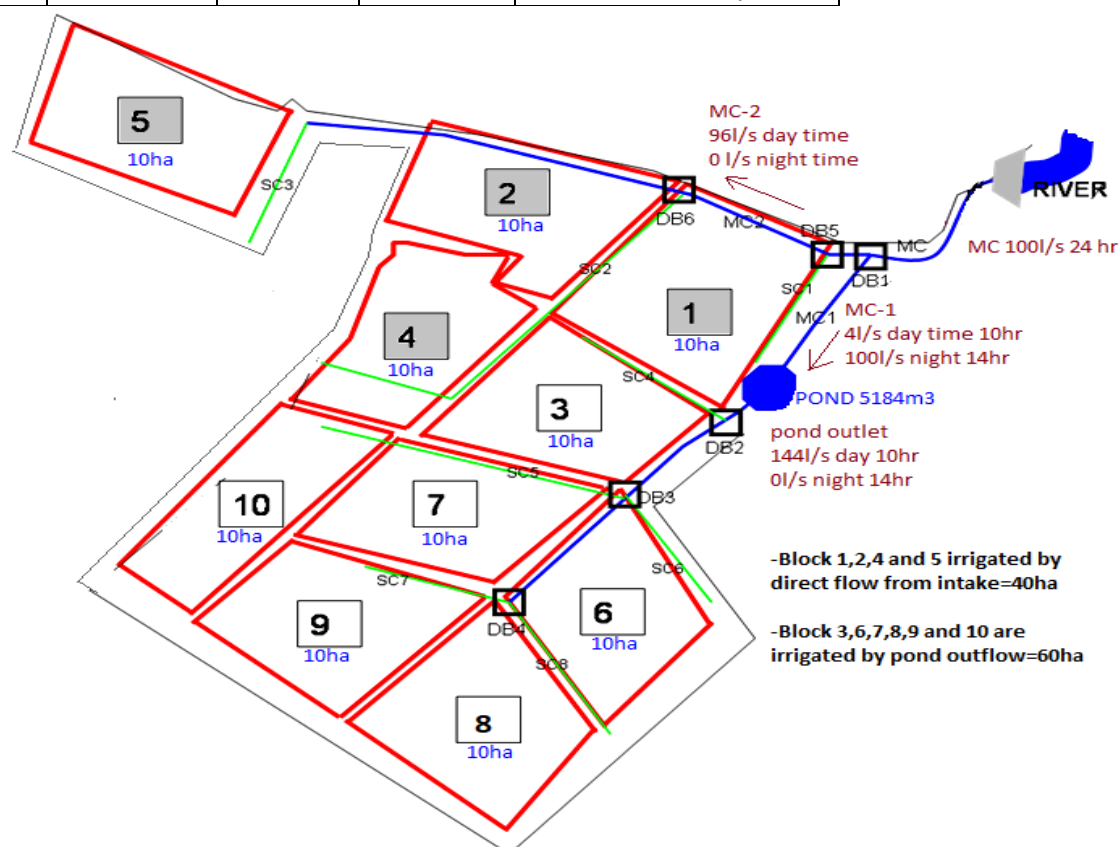 5
10ha
SC3
2
10ha
MC-2
96l/s day time
0 l/s night time
RIVER
DB6
MC2
DB5
MC
MC 100l/s 24 hr
DB1
SC2
SC1
1
10ha
MC1
MC-1
4l/s day time 10hr
100l/s night 14hr
4
10ha
SC4
POND 5184m3
3
10ha
DB2
pond outlet
144l/s day 10hr
0l/s night 14hr
SC5
DB3
10
10ha
7
10ha
-Block 1,2,4 and 5 irrigated by
direct flow from intake=40ha
SC6
SC7
9
10ha
6
10ha
DB4
-Block 3,6,7,8,9 and 10 are
irrigated by pond outflow=60ha
SC8
8
10ha